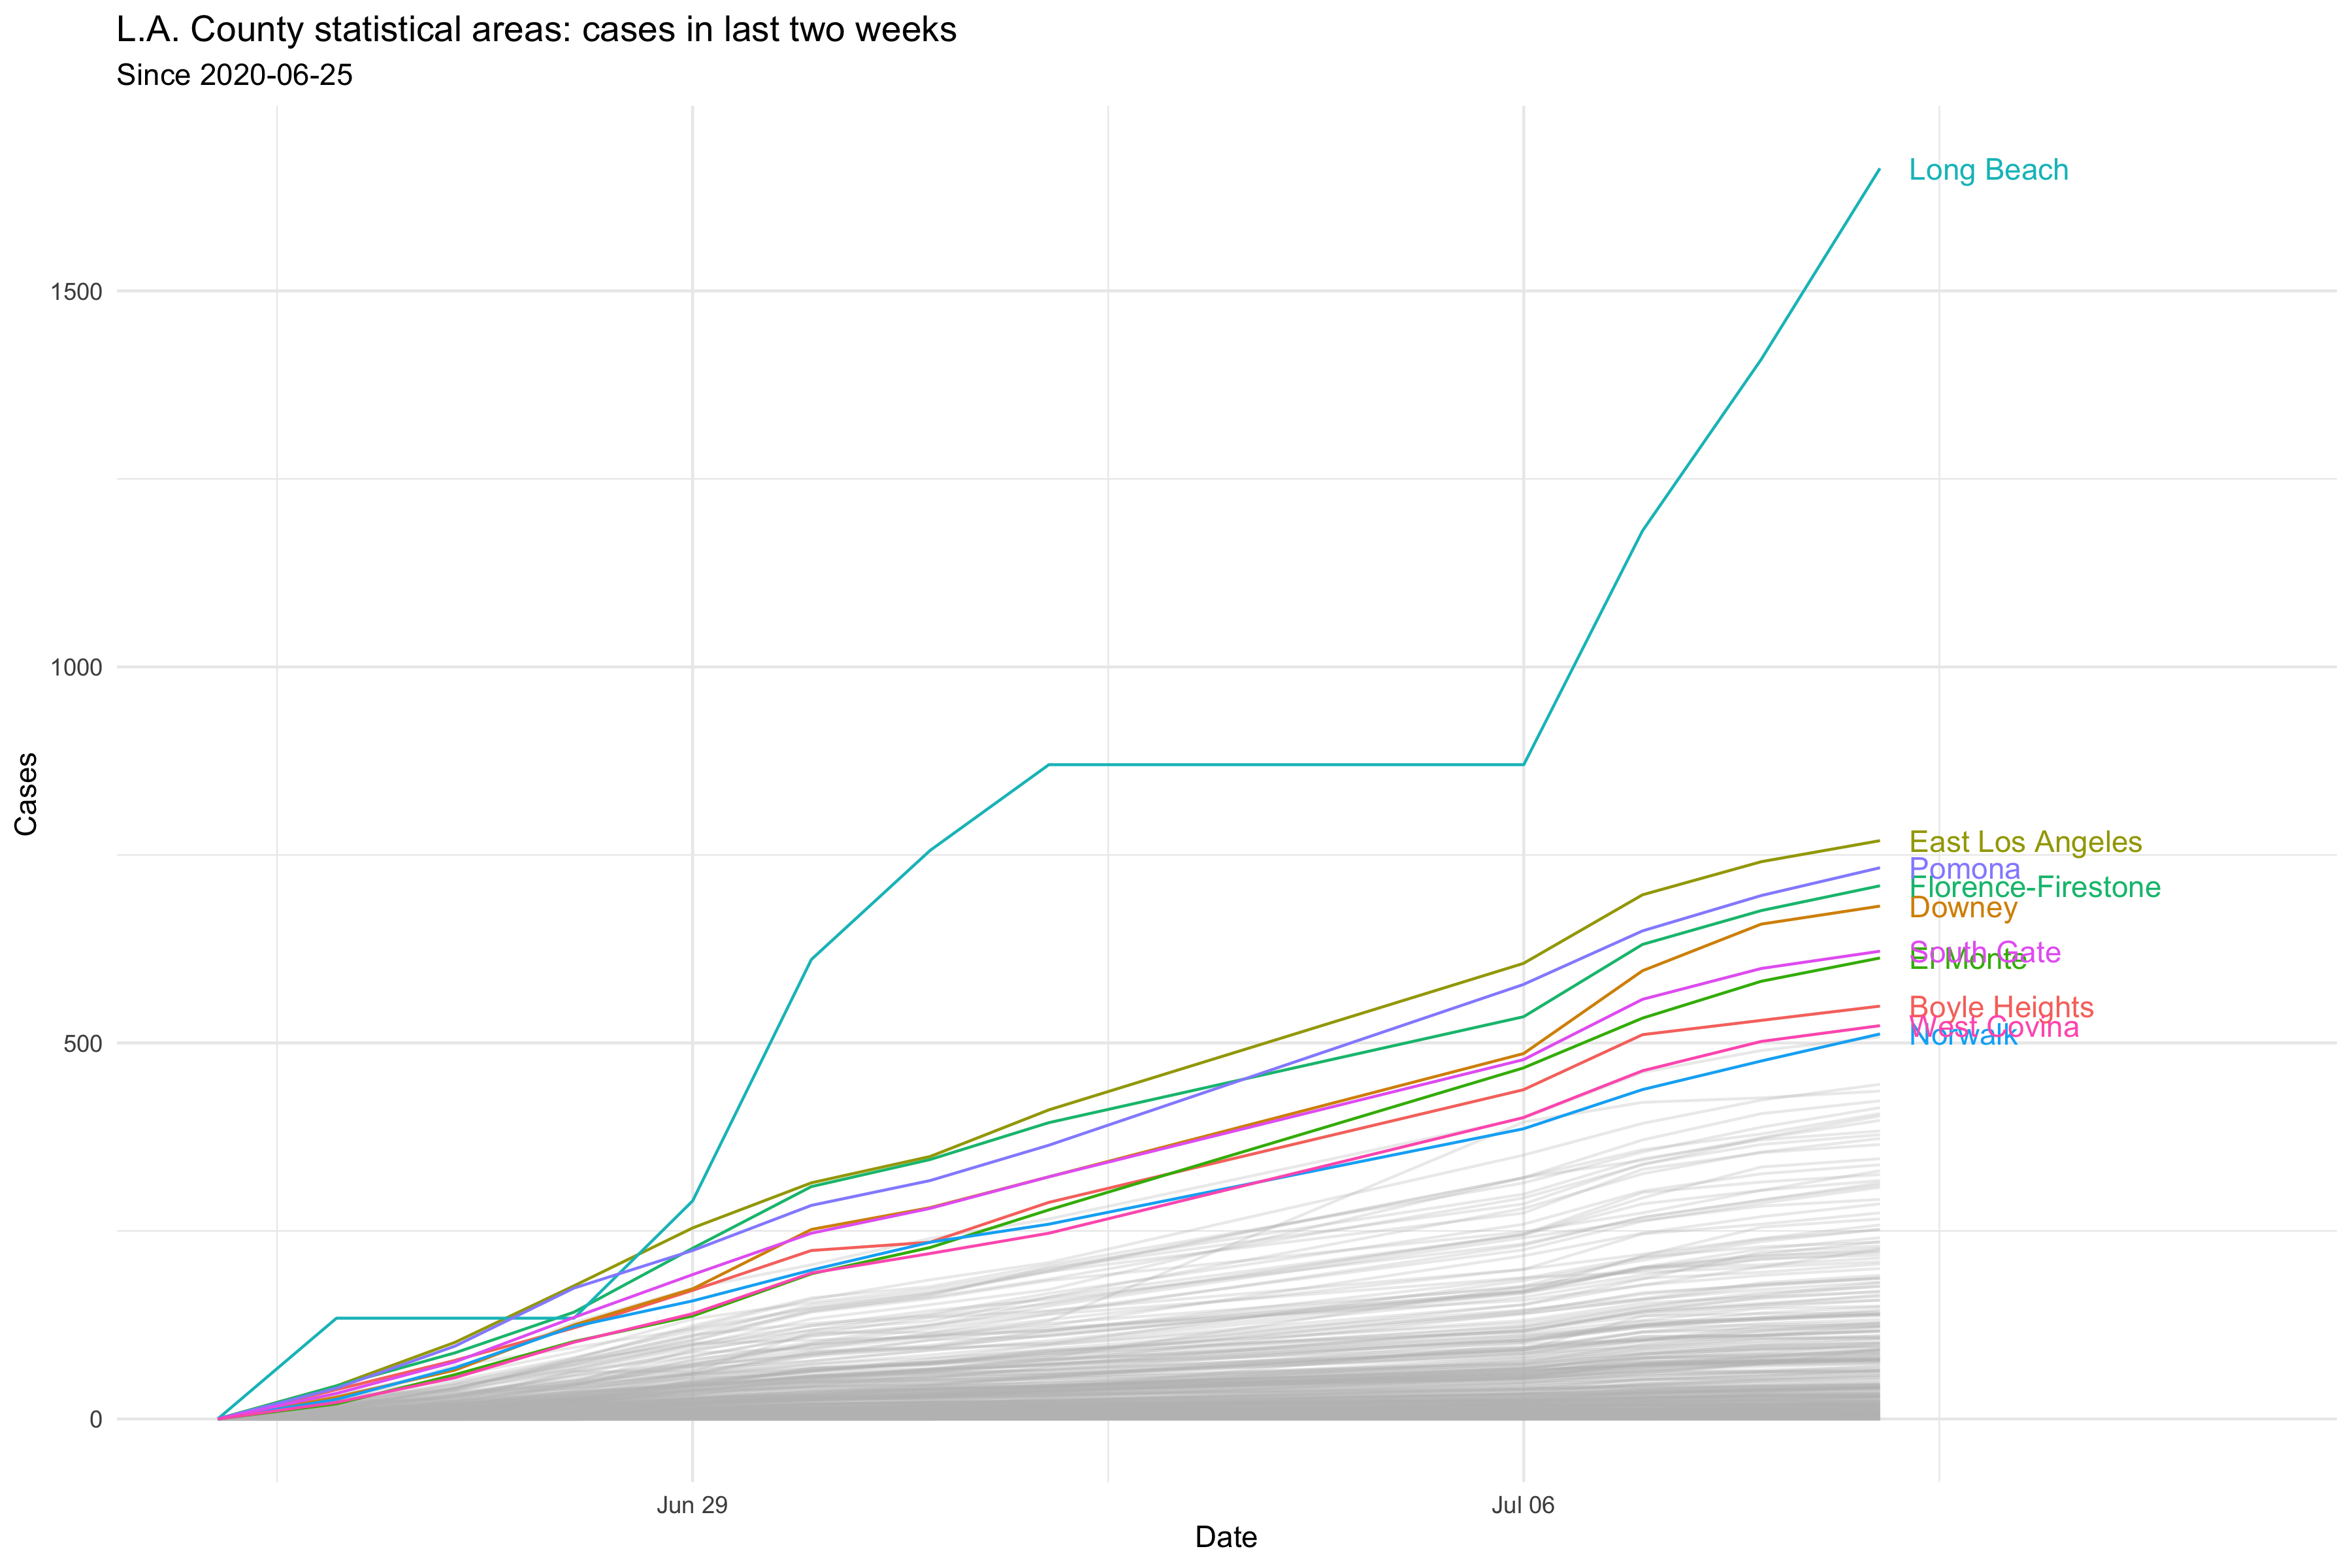 L.A. County statistical areas: cases in last two weeks
Since 2020-06-25
Long Beach
1500
1000
East Los Angeles
Pomona
Florence-Firestone
Downey
South Gate
El Monte
Boyle Heights
West Covina
Norwalk
500
0
Cases
Jun 29
Jul 06
Date